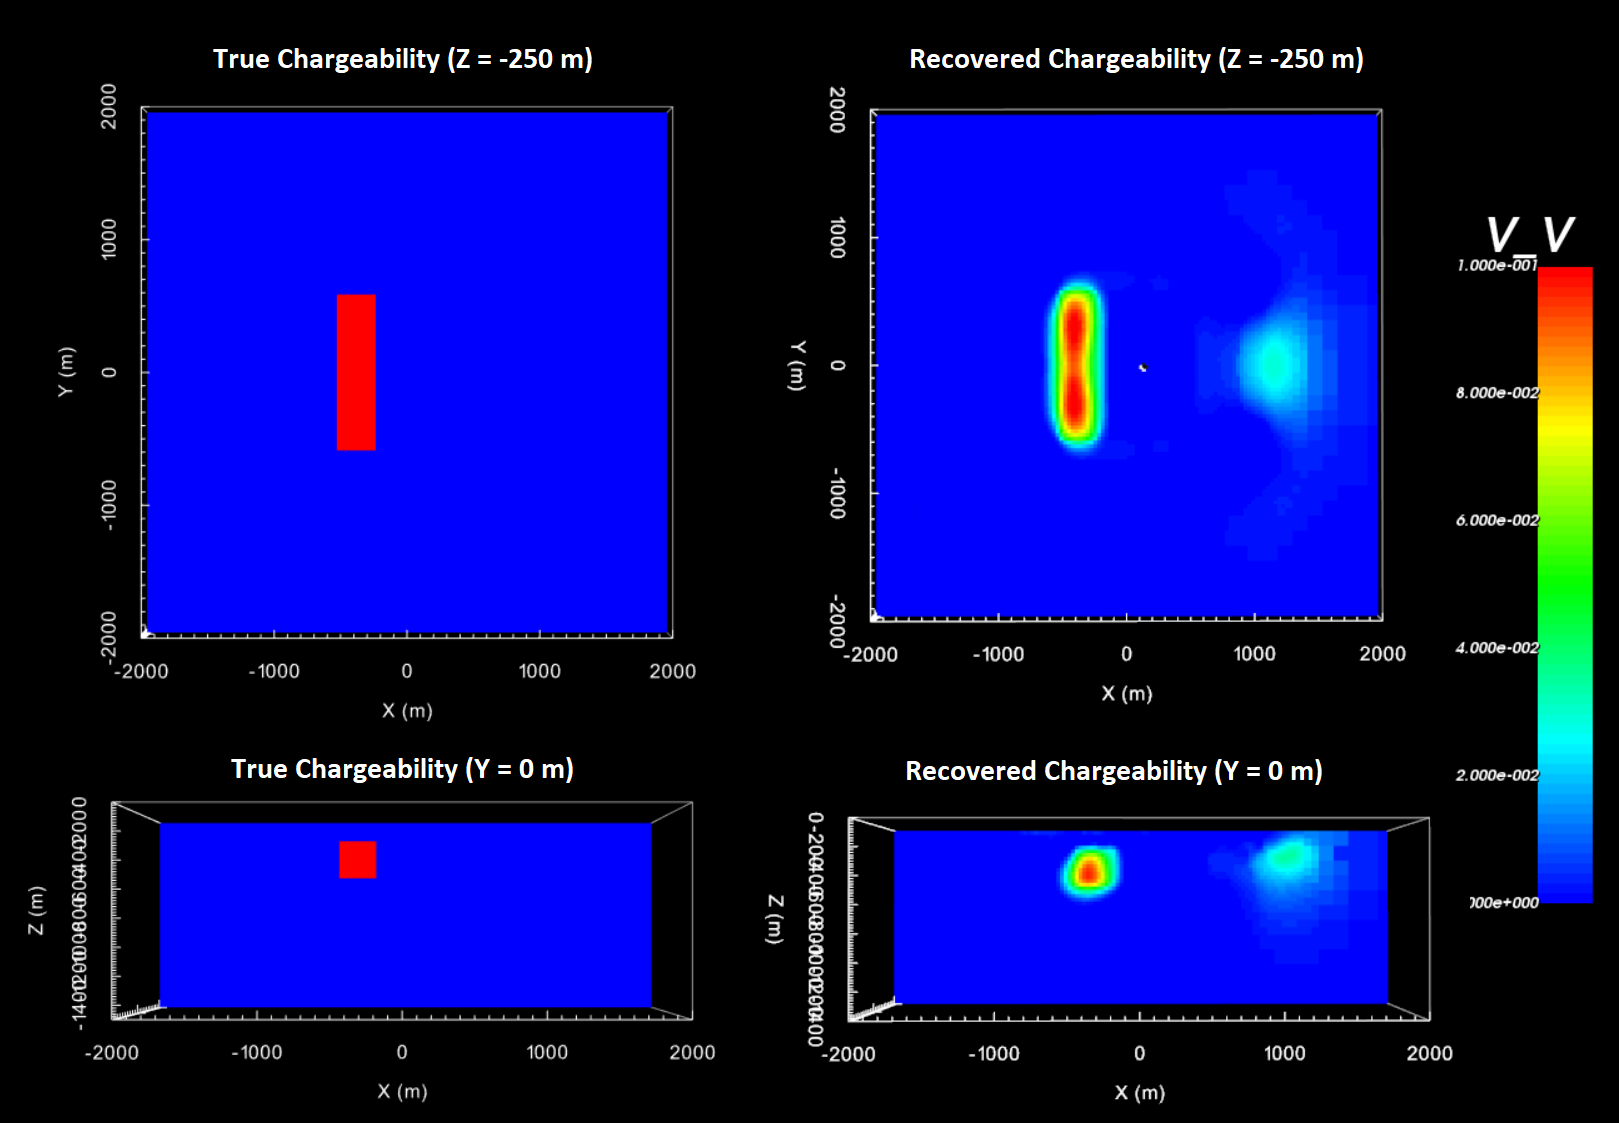 True Chargeability (Z = -250 m)
Recovered Chargeability (Z = -250 m)
2000
1000
0
-1000
-2000
Y (m)
-2000 -1000 0 1000 2000
X (m)
2000
1000
0
-1000
-2000
Y (m)
-2000 -1000 0 1000 2000
X (m)
V_V
1.000e-001
8.000e-002
6.000e-002
4.000e-002
2.000e-002
True Chargeability (Y = 0 m)
Recovered Chargeability (Y = 0 m)
Z (m)
-2000 -1000 0 1000 2000
X (m)
Z (m)
-2000 -1000 0 1000 2000
X (m)